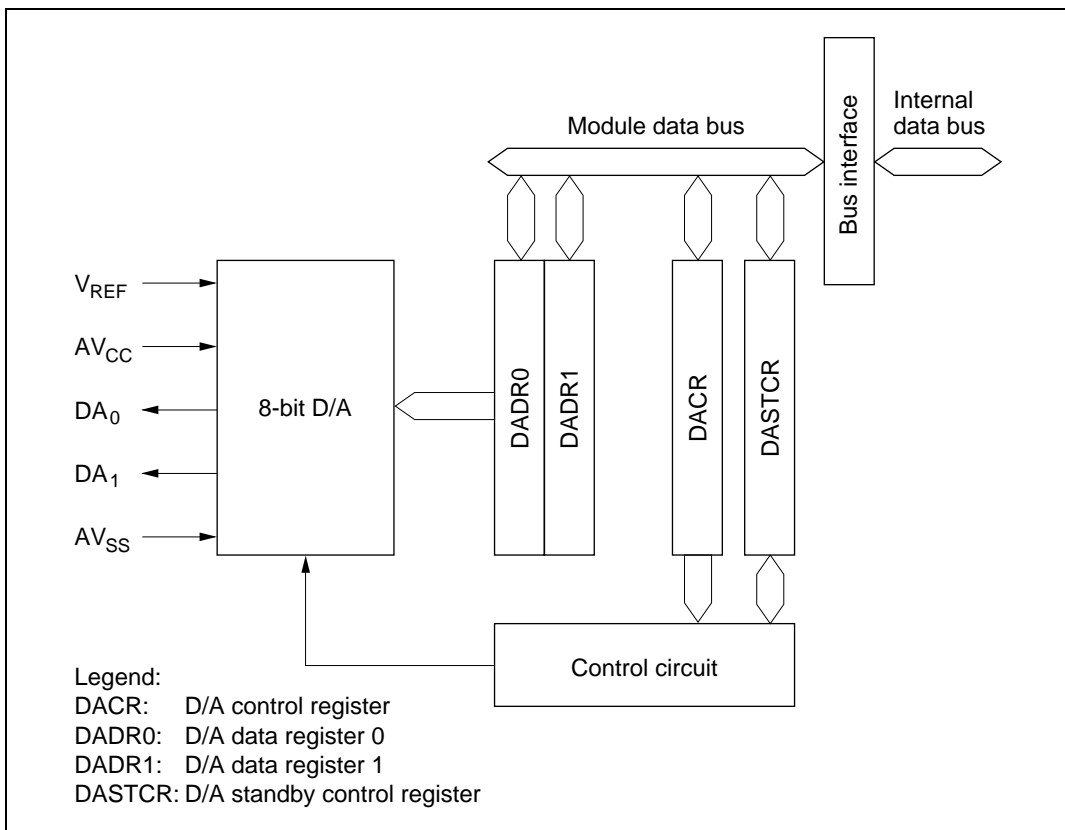 Module data bus
Bus interface
Internal
data bus
VREF
AVCC
DA0
DA1
AVSS
8-bit D/A
DADR0
DADR1
DACR
DASTCR
Control circuit
Legend:
DACR: D/A control register
DADR0: D/A data register 0
DADR1: D/A data register 1
DASTCR: D/A standby control register